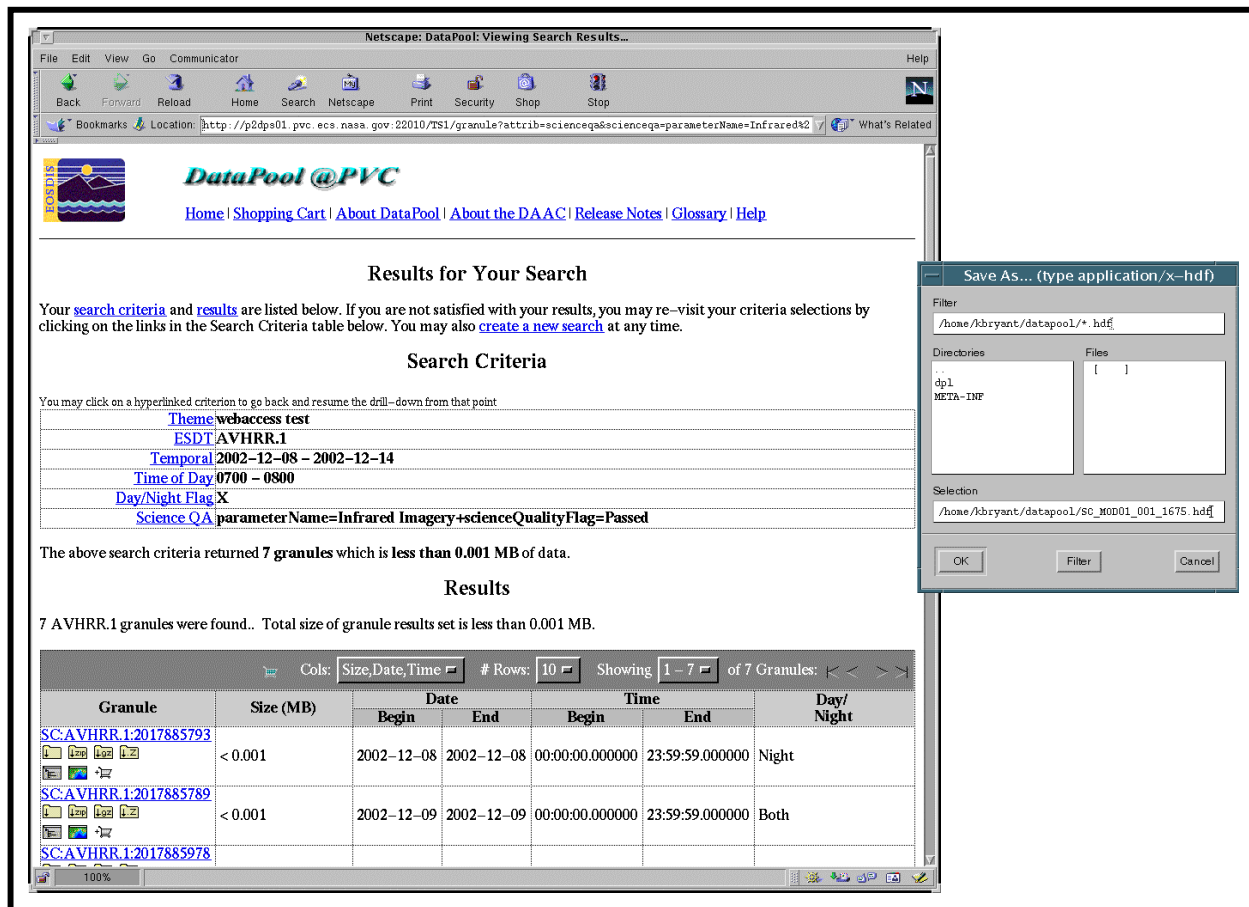 Netscape: DataPool: Viewing Search Results...
File Edit View Go Communicator Help
Back Forward Reload Home Search Netscape Print Security Shop Stop
My
N
Bookmarks Location: http://p2dps01.pvc.ecs.nasa.gov:22010/TS1/granule?attrib=scienceqa&scienceqa=parameterName=Infrared%2 What's Related
EOSDIS
DataPool @PVC
Home | Shopping Cart | About DataPool | About the DAAC | Release Notes | Glossary | Help
Results for Your Search
Your search criteria and results are listed below. If you are not satisfied with your results, you may re-visit your criteria selections by
clicking on the links in the Search Criteria table below. You may also create a new search at any time.
Search Criteria
You may click on a hyperlinked criterion to go back and resume the drill-down from that point
Theme webaccess test
ESDT AVHRR.1
Temporal 2002-12-08 - 2002-12-14
Time of Day 0700 - 0800
Day/Night Flag X
Science QA parameterName=Infrared Imagery+scienceQualityFlag=Passed
The above search criteria returned 7 granules which is less than 0.001 MB of data.
Results
7 AVHRR.1 granules were found.. Total size of granule results set is less than 0.001 MB.
Cols: Size,Date,Time # Rows: 10 Showing 1 - 7 of 7 Granules:
Granule Size (MB) Date Time Day/
Night
Begin End Begin End
SC:AVHRR.1:2017885793
zip gz .Z
< 0.001 2002-12-08 2002-12-08 00:00:00.000000 23:59:59.000000 Night
SC:AVHRR.1:2017885789
zip gz .Z
< 0.001 2002-12-09 2002-12-09 00:00:00.000000 23:59:59.000000 Both
SC:AVHRR.1:2017885978
100%
Save As... (type application/x-hdf)
Filter
/home/kbryant/datapool/*.hdf
Directories Files
.. [ ]
dpl
META-INF
Selection
/home/kbryant/datapool/SC_MOD01_001_1675.hdf
OK Filter Cancel